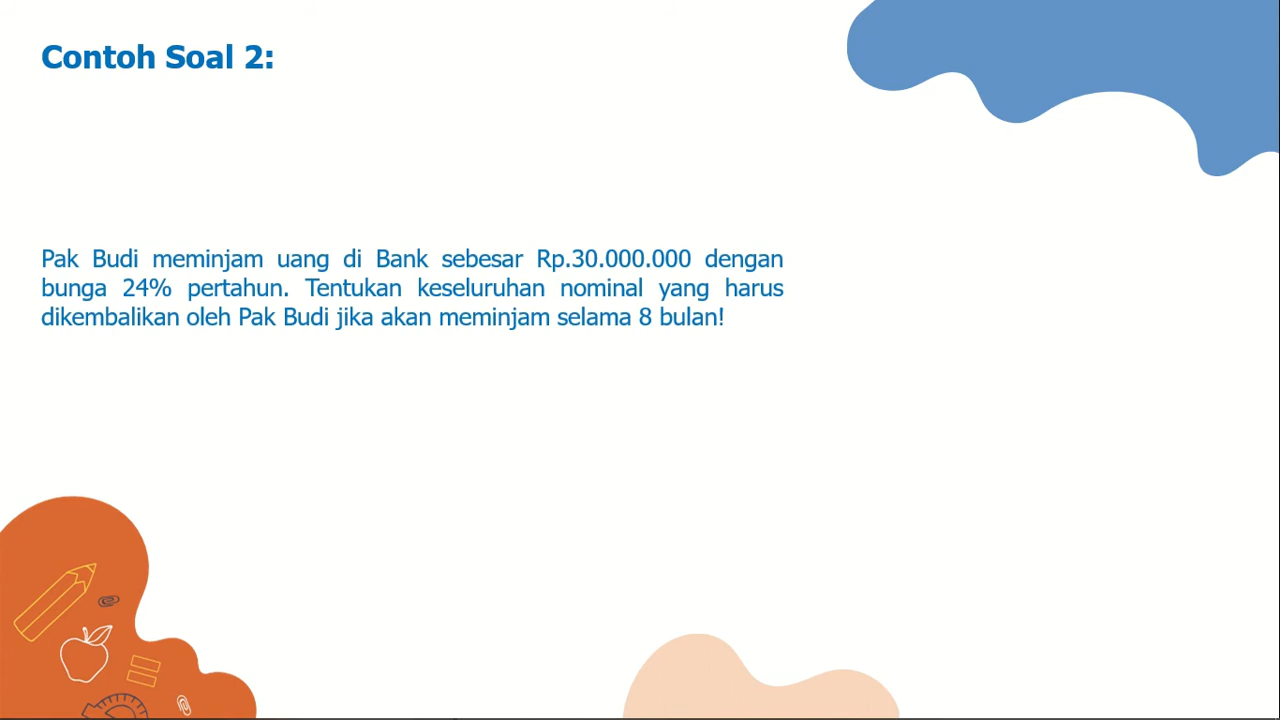 Contoh Soal 2:
Pak Budi meminjam uang di Bank sebesar Rp.30.000.000 dengan
bunga 24% pertahun. Tentukan keseluruhan nominal yang harus
dikembalikan oleh Pak Budi jika akan meminjam selama 8 bulan!